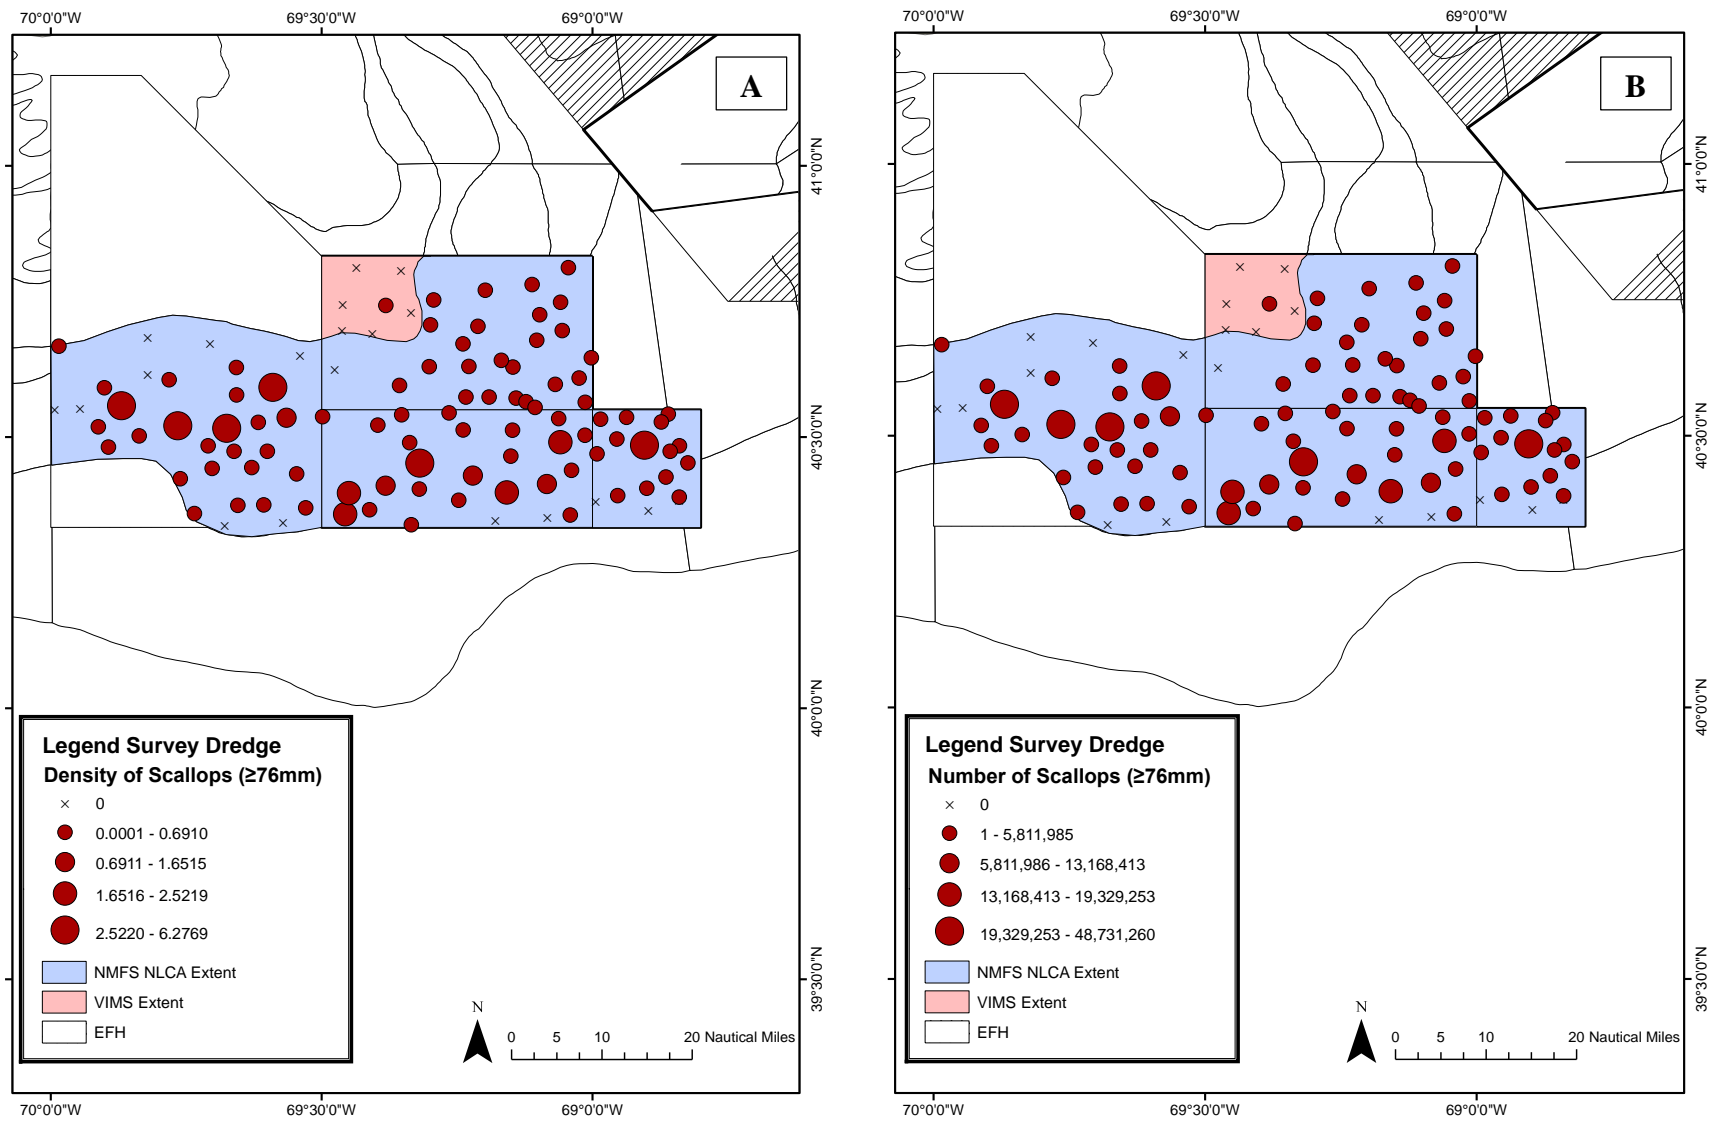 70°0'0"W 69°30'0"W 69°0'0"W
A
41°0'0"N
40°30'0"N
40°0'0"N
39°30'0"N
Legend Survey Dredge
Density of Scallops (≥76mm)
0
0.0001 - 0.6910
0.6911 - 1.6515
1.6516 - 2.5219
2.5220 - 6.2769
NMFS NLCA Extent
VIMS Extent
EFH
N
0 5 10 20 Nautical Miles
70°0'0"W 69°30'0"W 69°0'0"W
70°0'0"W 69°30'0"W 69°0'0"W
B
41°0'0"N
40°30'0"N
40°0'0"N
39°30'0"N
Legend Survey Dredge
Number of Scallops (≥76mm)
0
1 - 5,811,985
5,811,986 - 13,168,413
13,168,413 - 19,329,253
19,329,253 - 48,731,260
NMFS NLCA Extent
VIMS Extent
EFH
N
0 5 10 20 Nautical Miles
70°0'0"W 69°30'0"W 69°0'0"W